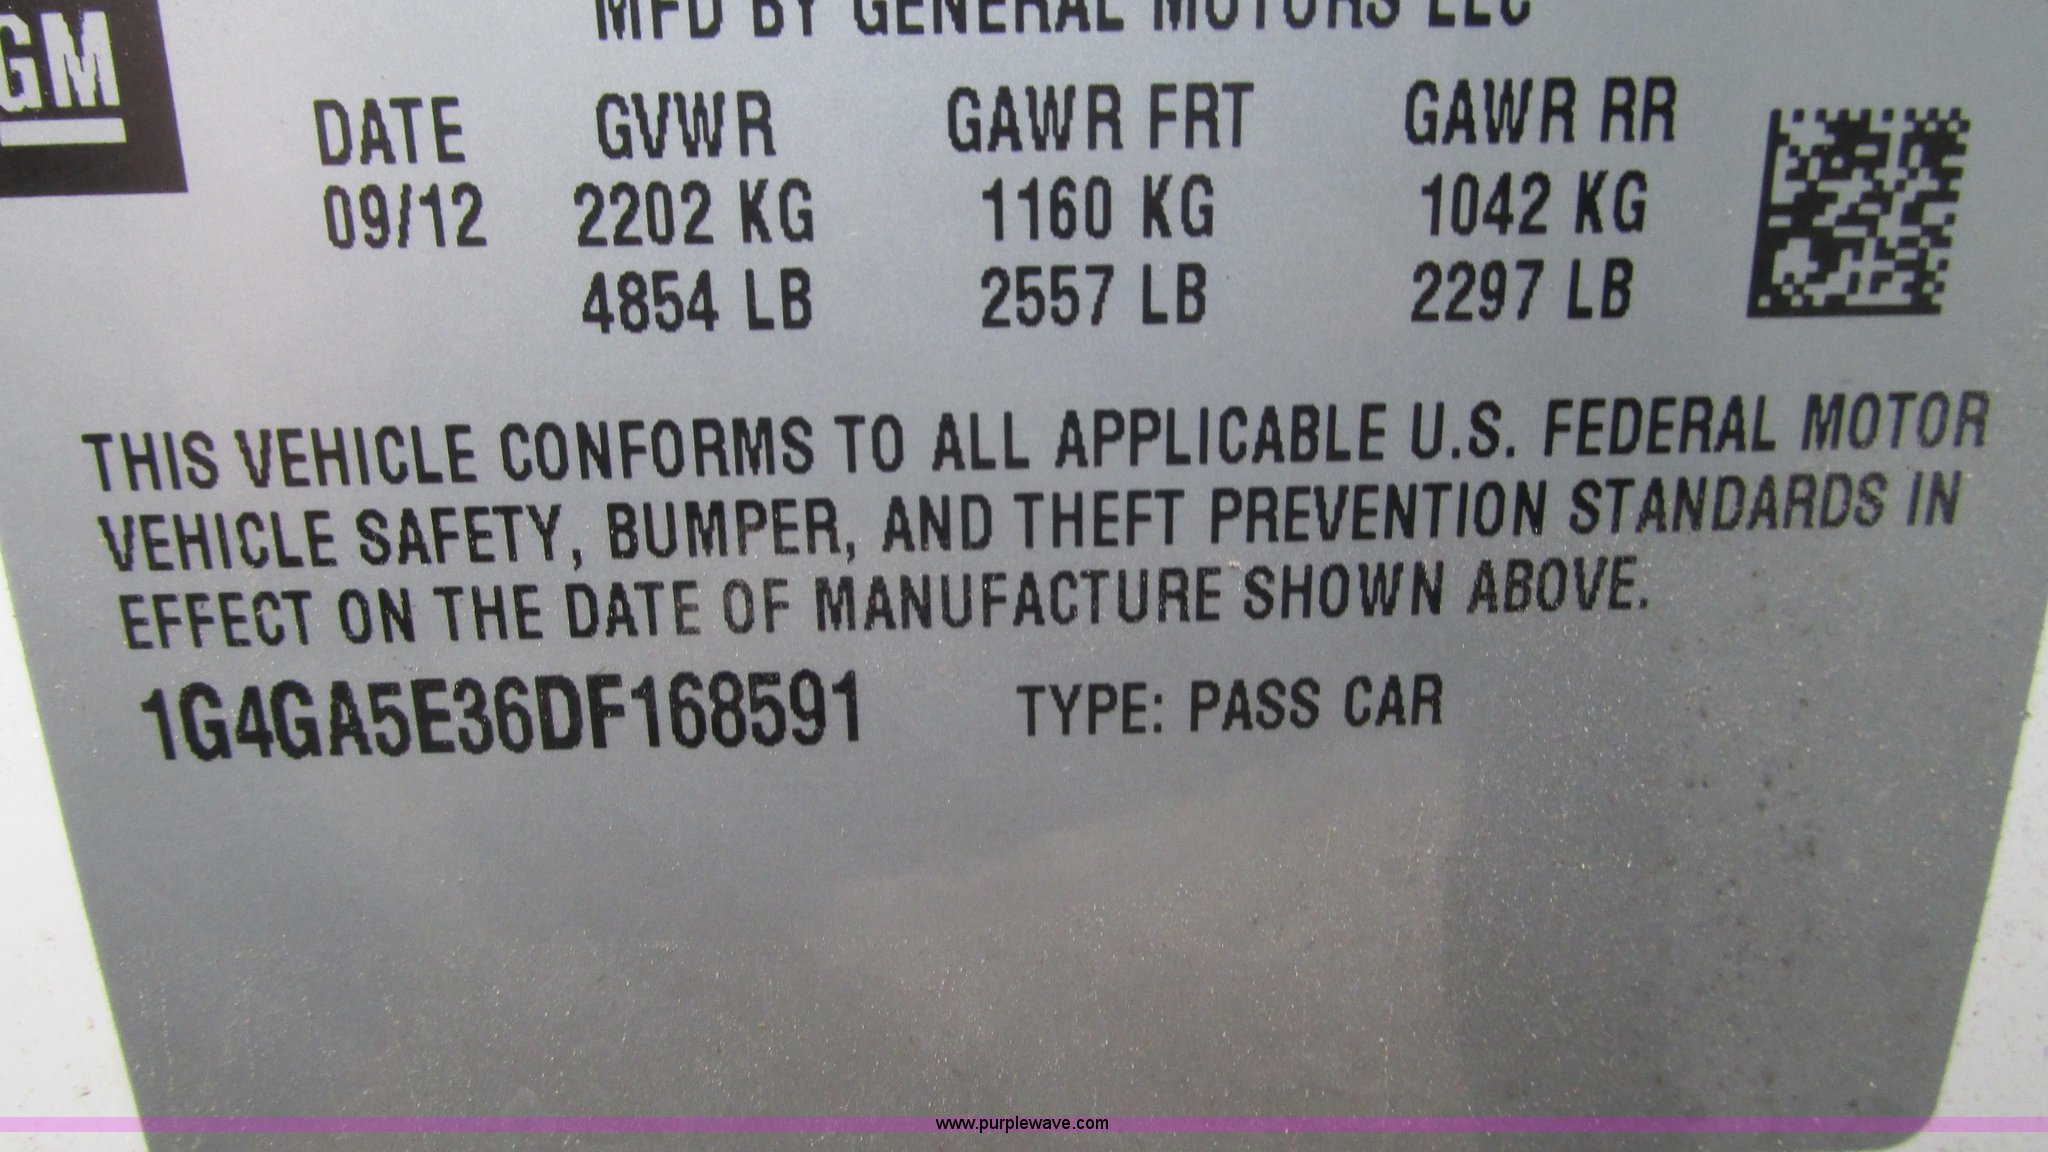 MFD BY GENERAL MOTORS LLC
GM
DATE GVWR GAWR FRT GAWR RR
09/12 2202 KG 1160 KG 1042 KG
4854 LB 2557 LB 2297 LB
THIS VEHICLE CONFORMS TO ALL APPLICABLE U.S. FEDERAL MOTOR
VEHICLE SAFETY, BUMPER, AND THEFT PREVENTION STANDARDS IN
EFFECT ON THE DATE OF MANUFACTURE SHOWN ABOVE.
1G4GA5E36DF168591 TYPE: PASS CAR
www.purplewave.com